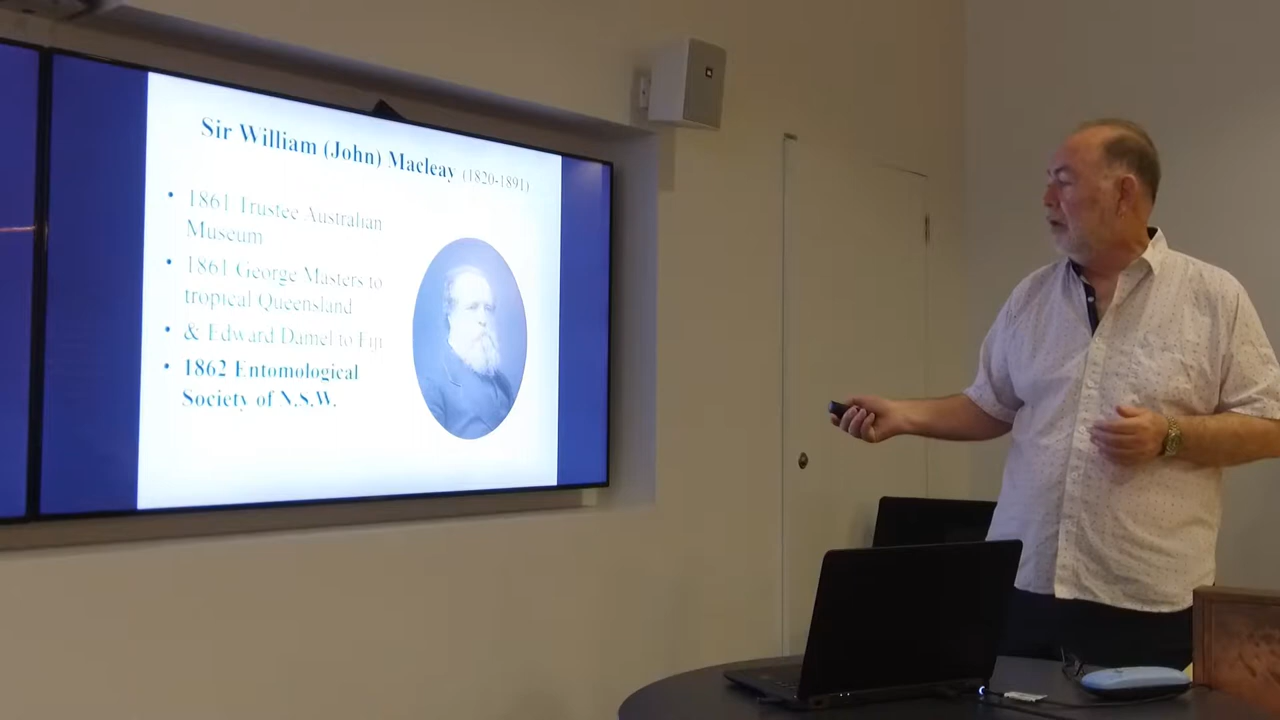 Sir William (John) Macleay (1820-1891)
• 1861 Trustee Australian
Museum
• 1861 George Masters to
tropical Queensland
• & Edward Damel to Fiji
• 1862 Entomological
Society of N.S.W.